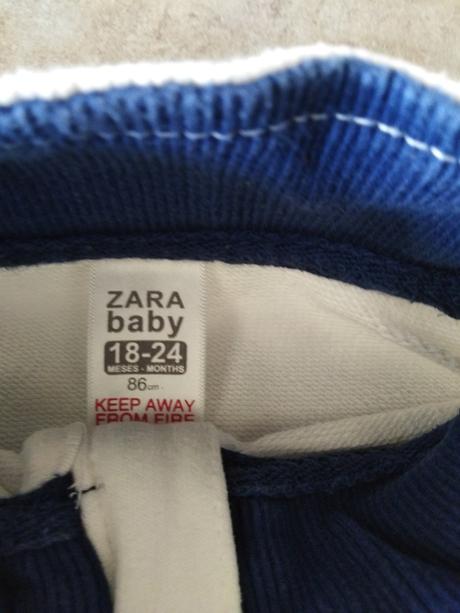 ZARA
baby
18-24
MESES - MONTHS
86cm.
KEEP AWAY
FROM FIRE